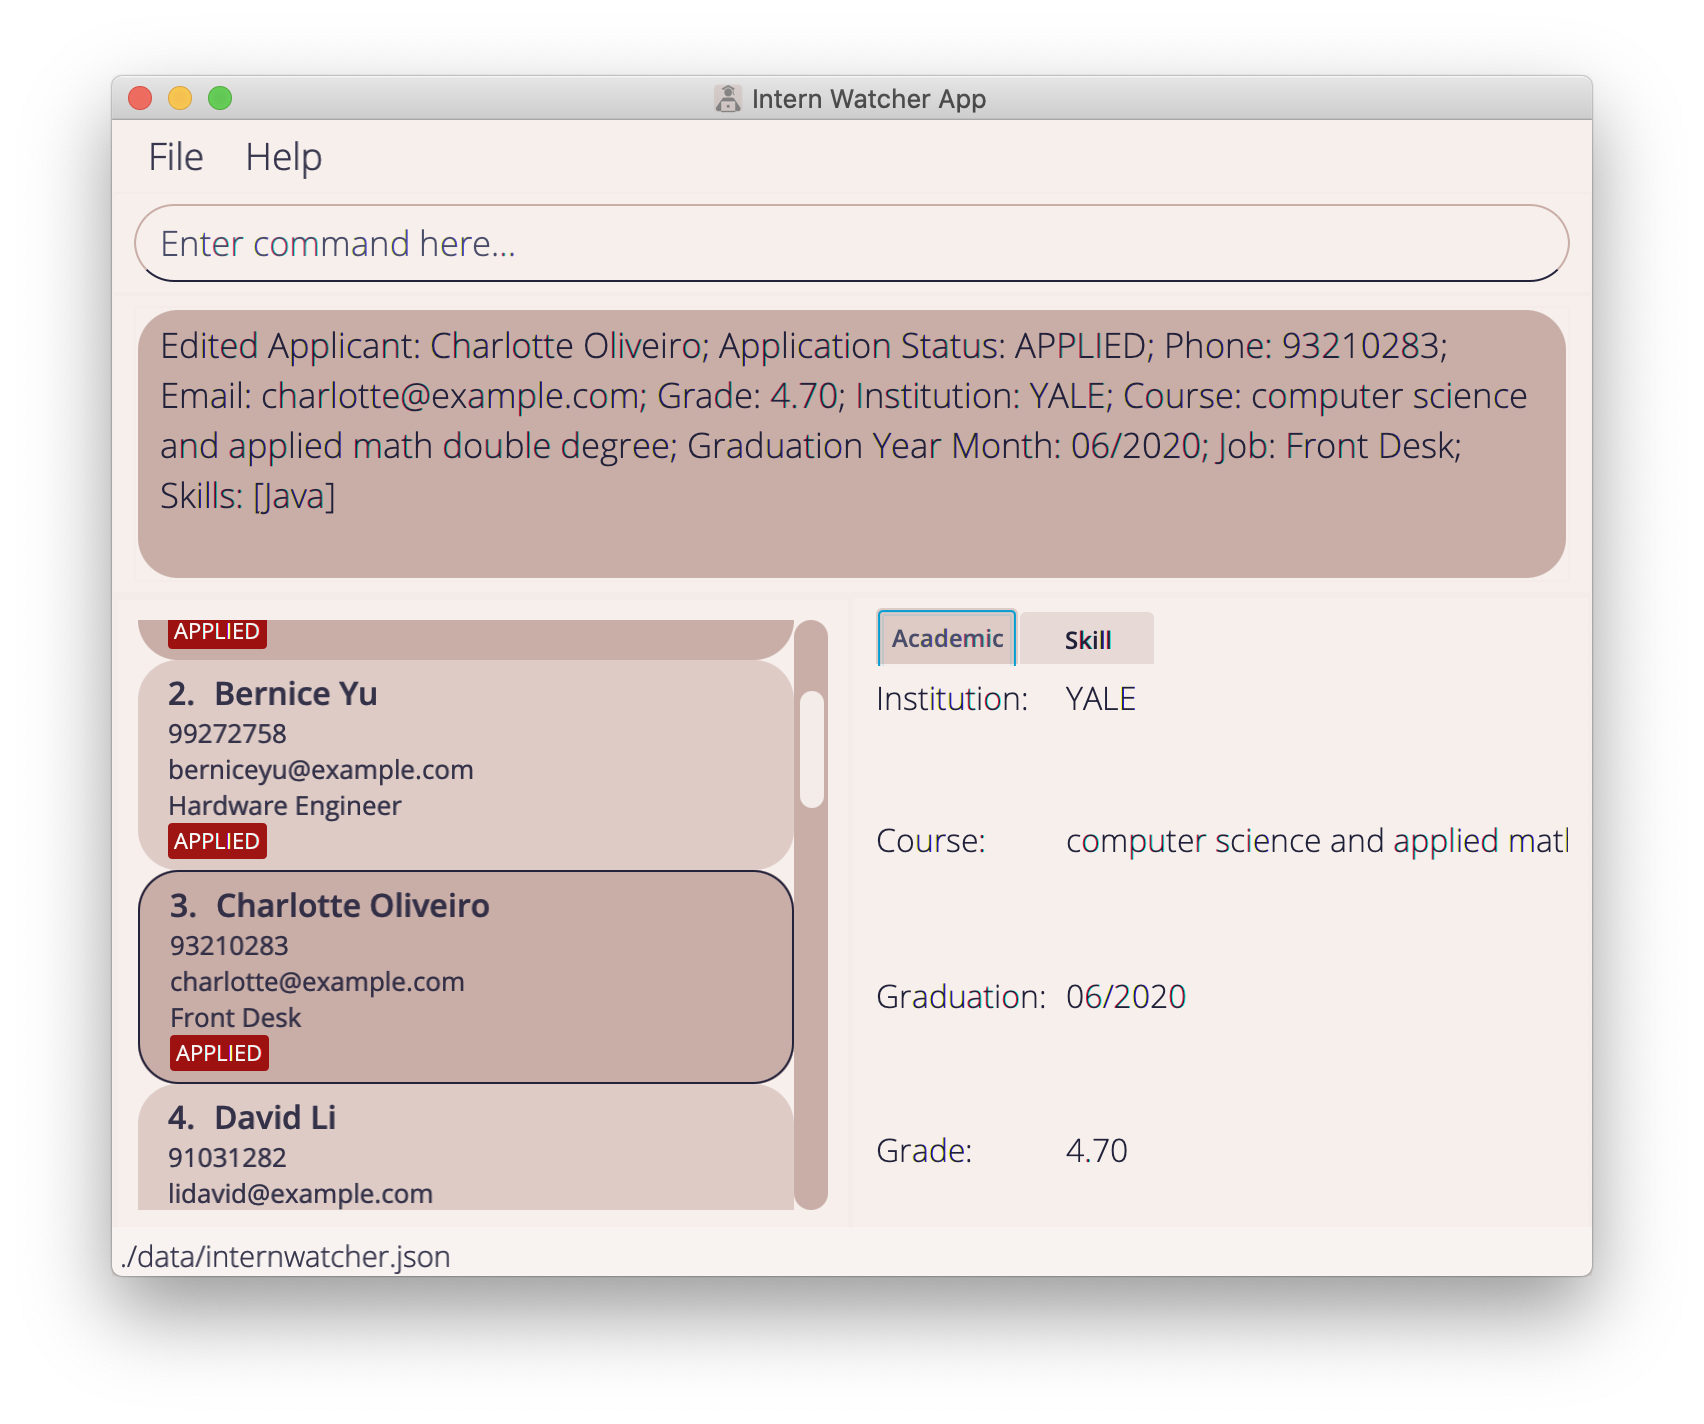 Intern Watcher App
File Help
Enter command here...
Edited Applicant: Charlotte Oliveiro; Application Status: APPLIED; Phone: 93210283;
Email: charlotte@example.com; Grade: 4.70; Institution: YALE; Course: computer science
and applied math double degree; Graduation Year Month: 06/2020; Job: Front Desk;
Skills: [Java]
APPLIED
2. Bernice Yu
99272758
berniceyu@example.com
Hardware Engineer
APPLIED
3. Charlotte Oliveiro
93210283
charlotte@example.com
Front Desk
APPLIED
4. David Li
91031282
lidavid@example.com
Academic Skill
Institution: YALE
Course: computer science and applied mat
Graduation: 06/2020
Grade: 4.70
./data/internwatcher.json